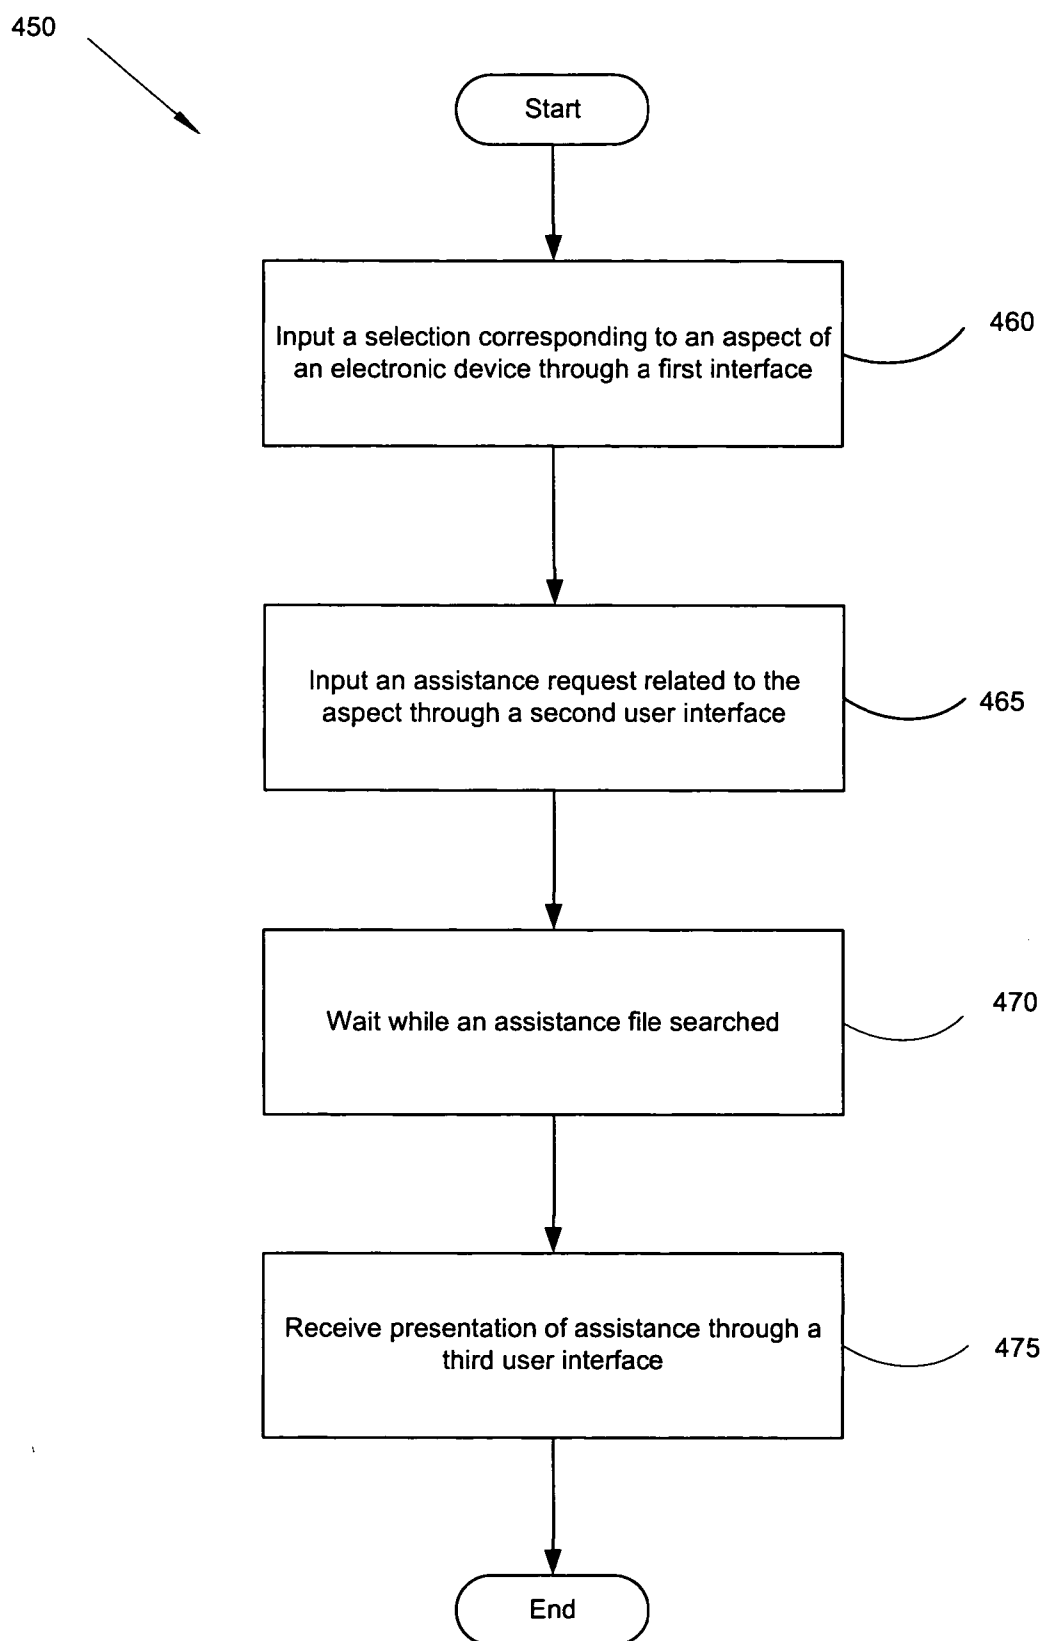 450
Start
Input a selection corresponding to an aspect of
an electronic device through a first interface
460
Input an assistance request related to the
aspect through a second user interface
465
Wait while an assistance file searched
470
Receive presentation of assistance through a
third user interface
475
End